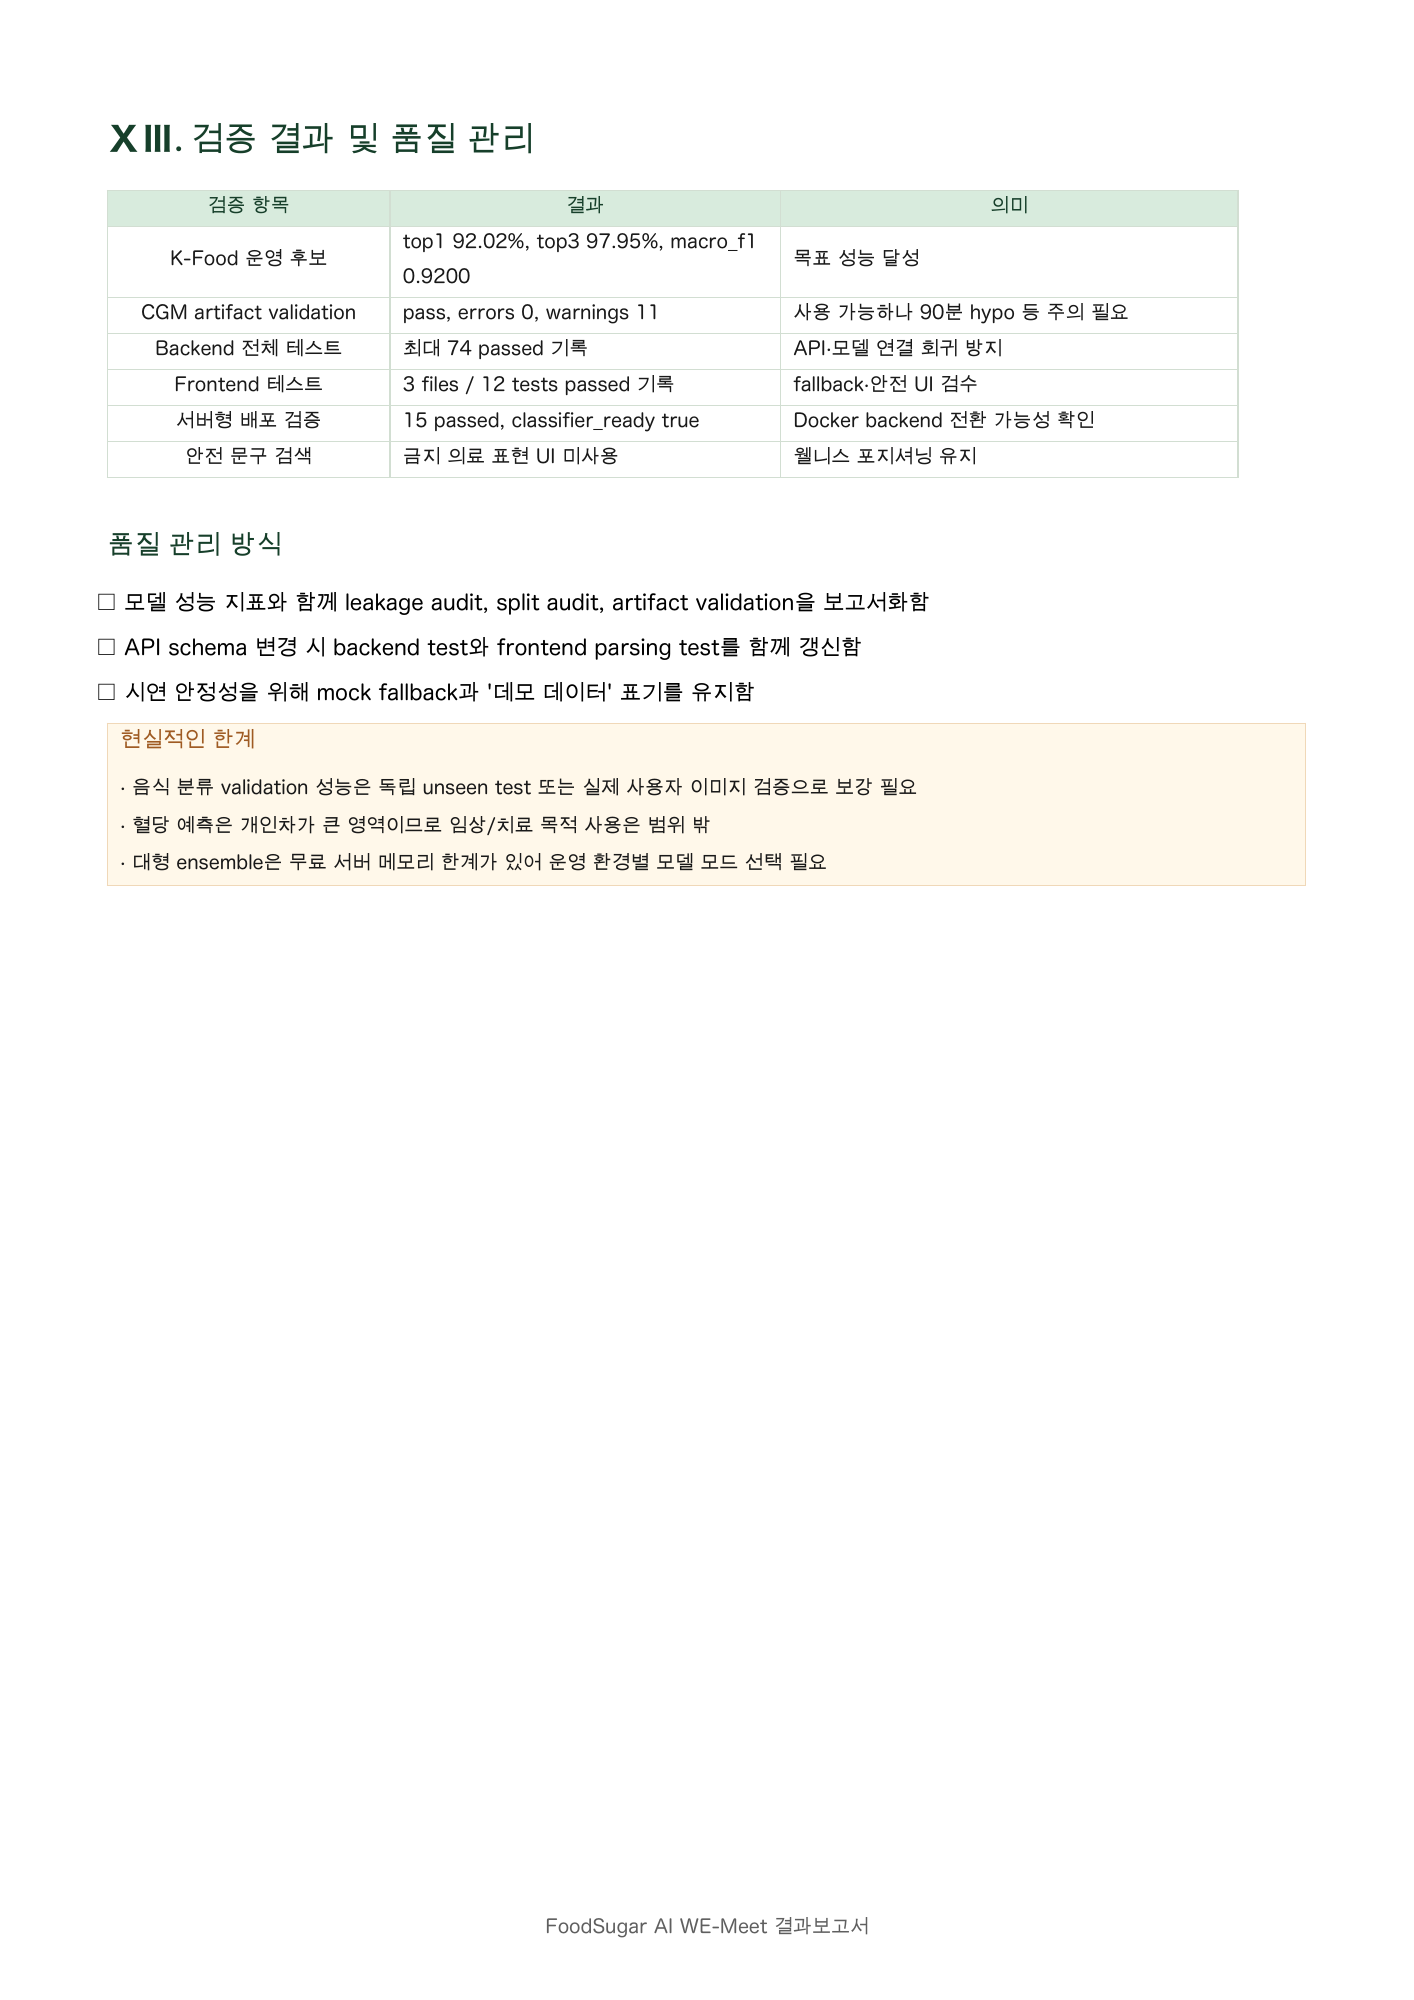 XIII. 검증 결과 및 품질 관리
검증 항목 결과 의미
K-Food 운영 후보 top1 92.02%, top3 97.95%, macro_f1 목표 성능 달성
0.9200
CGM artifact validation pass, errors 0, warnings 11 사용 가능하나 90분 hypo 등 주의 필요
Backend 전체 테스트 최대 74 passed 기록 API·모델 연결 회귀 방지
Frontend 테스트 3 files / 12 tests passed 기록 fallback·안전 UI 검수
서버형 배포 검증 15 passed, classifier_ready true Docker backend 전환 가능성 확인
안전 문구 검색 금지 의료 표현 UI 미사용 웰니스 포지셔닝 유지
품질 관리 방식
□ 모델 성능 지표와 함께 leakage audit, split audit, artifact validation을 보고서화함
□ API schema 변경 시 backend test와 frontend parsing test를 함께 갱신함
□ 시연 안정성을 위해 mock fallback과 '데모 데이터' 표기를 유지함
현실적인 한계
· 음식 분류 validation 성능은 독립 unseen test 또는 실제 사용자 이미지 검증으로 보강 필요
· 혈당 예측은 개인차가 큰 영역이므로 임상/치료 목적 사용은 범위 밖
· 대형 ensemble은 무료 서버 메모리 한계가 있어 운영 환경별 모델 모드 선택 필요
FoodSugar AI WE-Meet 결과보고서